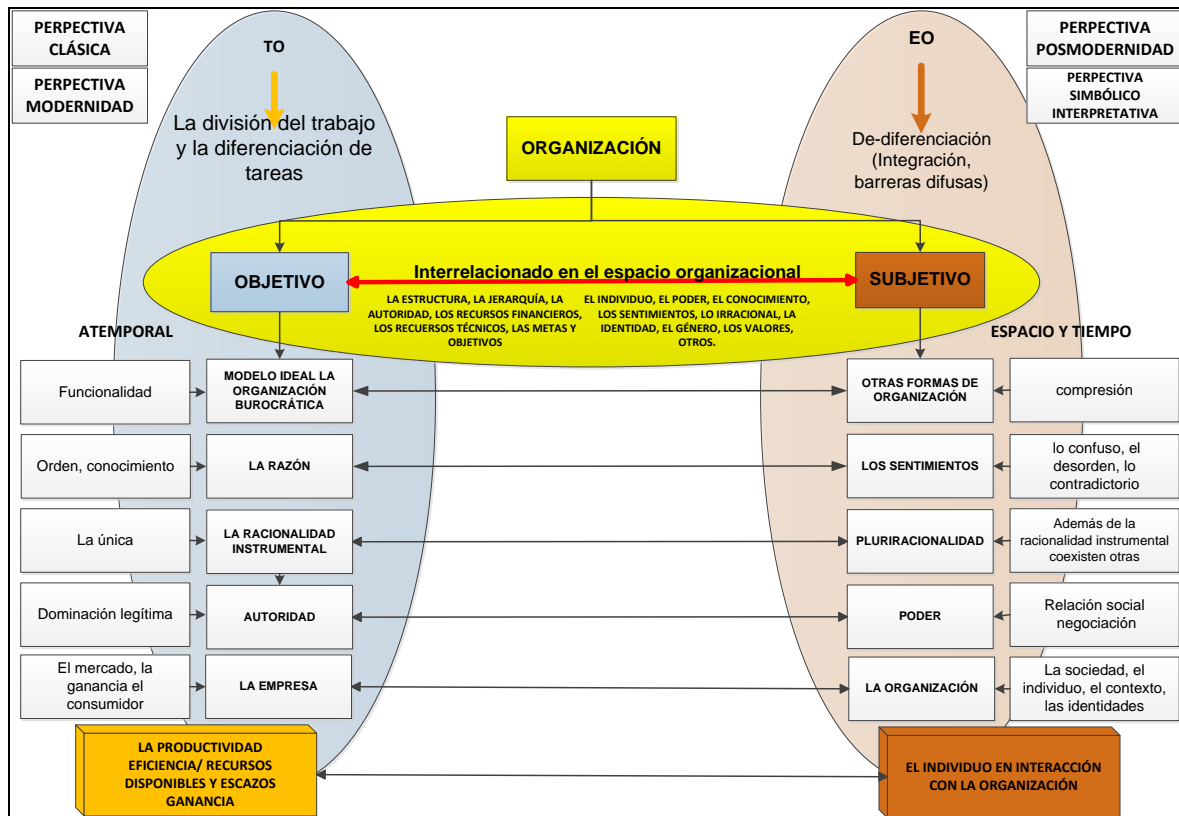 PERPECTIVA
CLÁSICA
PERPECTIVA
MODERNIDAD
TO
La división del trabajo
y la diferenciación de
tareas
ORGANIZACIÓN
EO
De-diferenciación
(Integración,
barreras difusas)
PERPECTIVA
POSMODERNIDAD
PERPECTIVA
SIMBÓLICO
INTERPRETATIVA
OBJETIVO
Interrelacionado en el espacio organizacional
SUBJETIVO
LA ESTRUCTURA, LA JERARQUÍA, LA
AUTORIDAD, LOS RECURSOS FINANCIEROS,
LOS RECUERSOS TÉCNICOS, LAS METAS Y
OBJETIVOS
EL INDIVIDUO, EL PODER, EL CONOCIMIENTO,
LOS SENTIMIENTOS, LO IRRACIONAL, LA
IDENTIDAD, EL GÉNERO, LOS VALORES,
OTROS.
ATEMPORAL
ESPACIO Y TIEMPO
Funcionalidad
MODELO IDEAL LA
ORGANIZACIÓN
BUROCRÁTICA
OTRAS FORMAS DE
ORGANIZACIÓN
compresión
Orden, conocimiento
LA RAZÓN
LOS SENTIMIENTOS
lo confuso, el
desorden, lo
contradictorio
La única
LA RACIONALIDAD
INSTRUMENTAL
PLURIRACIONALIDAD
Además de la
racionalidad instrumental
coexisten otras
Dominación legítima
AUTORIDAD
PODER
Relación social
negociación
El mercado, la
ganancia el
consumidor
LA EMPRESA
LA ORGANIZACIÓN
La sociedad, el
individuo, el contexto,
las identidades
LA PRODUCTIVIDAD
EFICIENCIA/ RECURSOS
DISPONIBLES Y ESCAZOS
GANANCIA
EL INDIVIDUO EN INTERACCIÓN
CON LA ORGANIZACIÓN